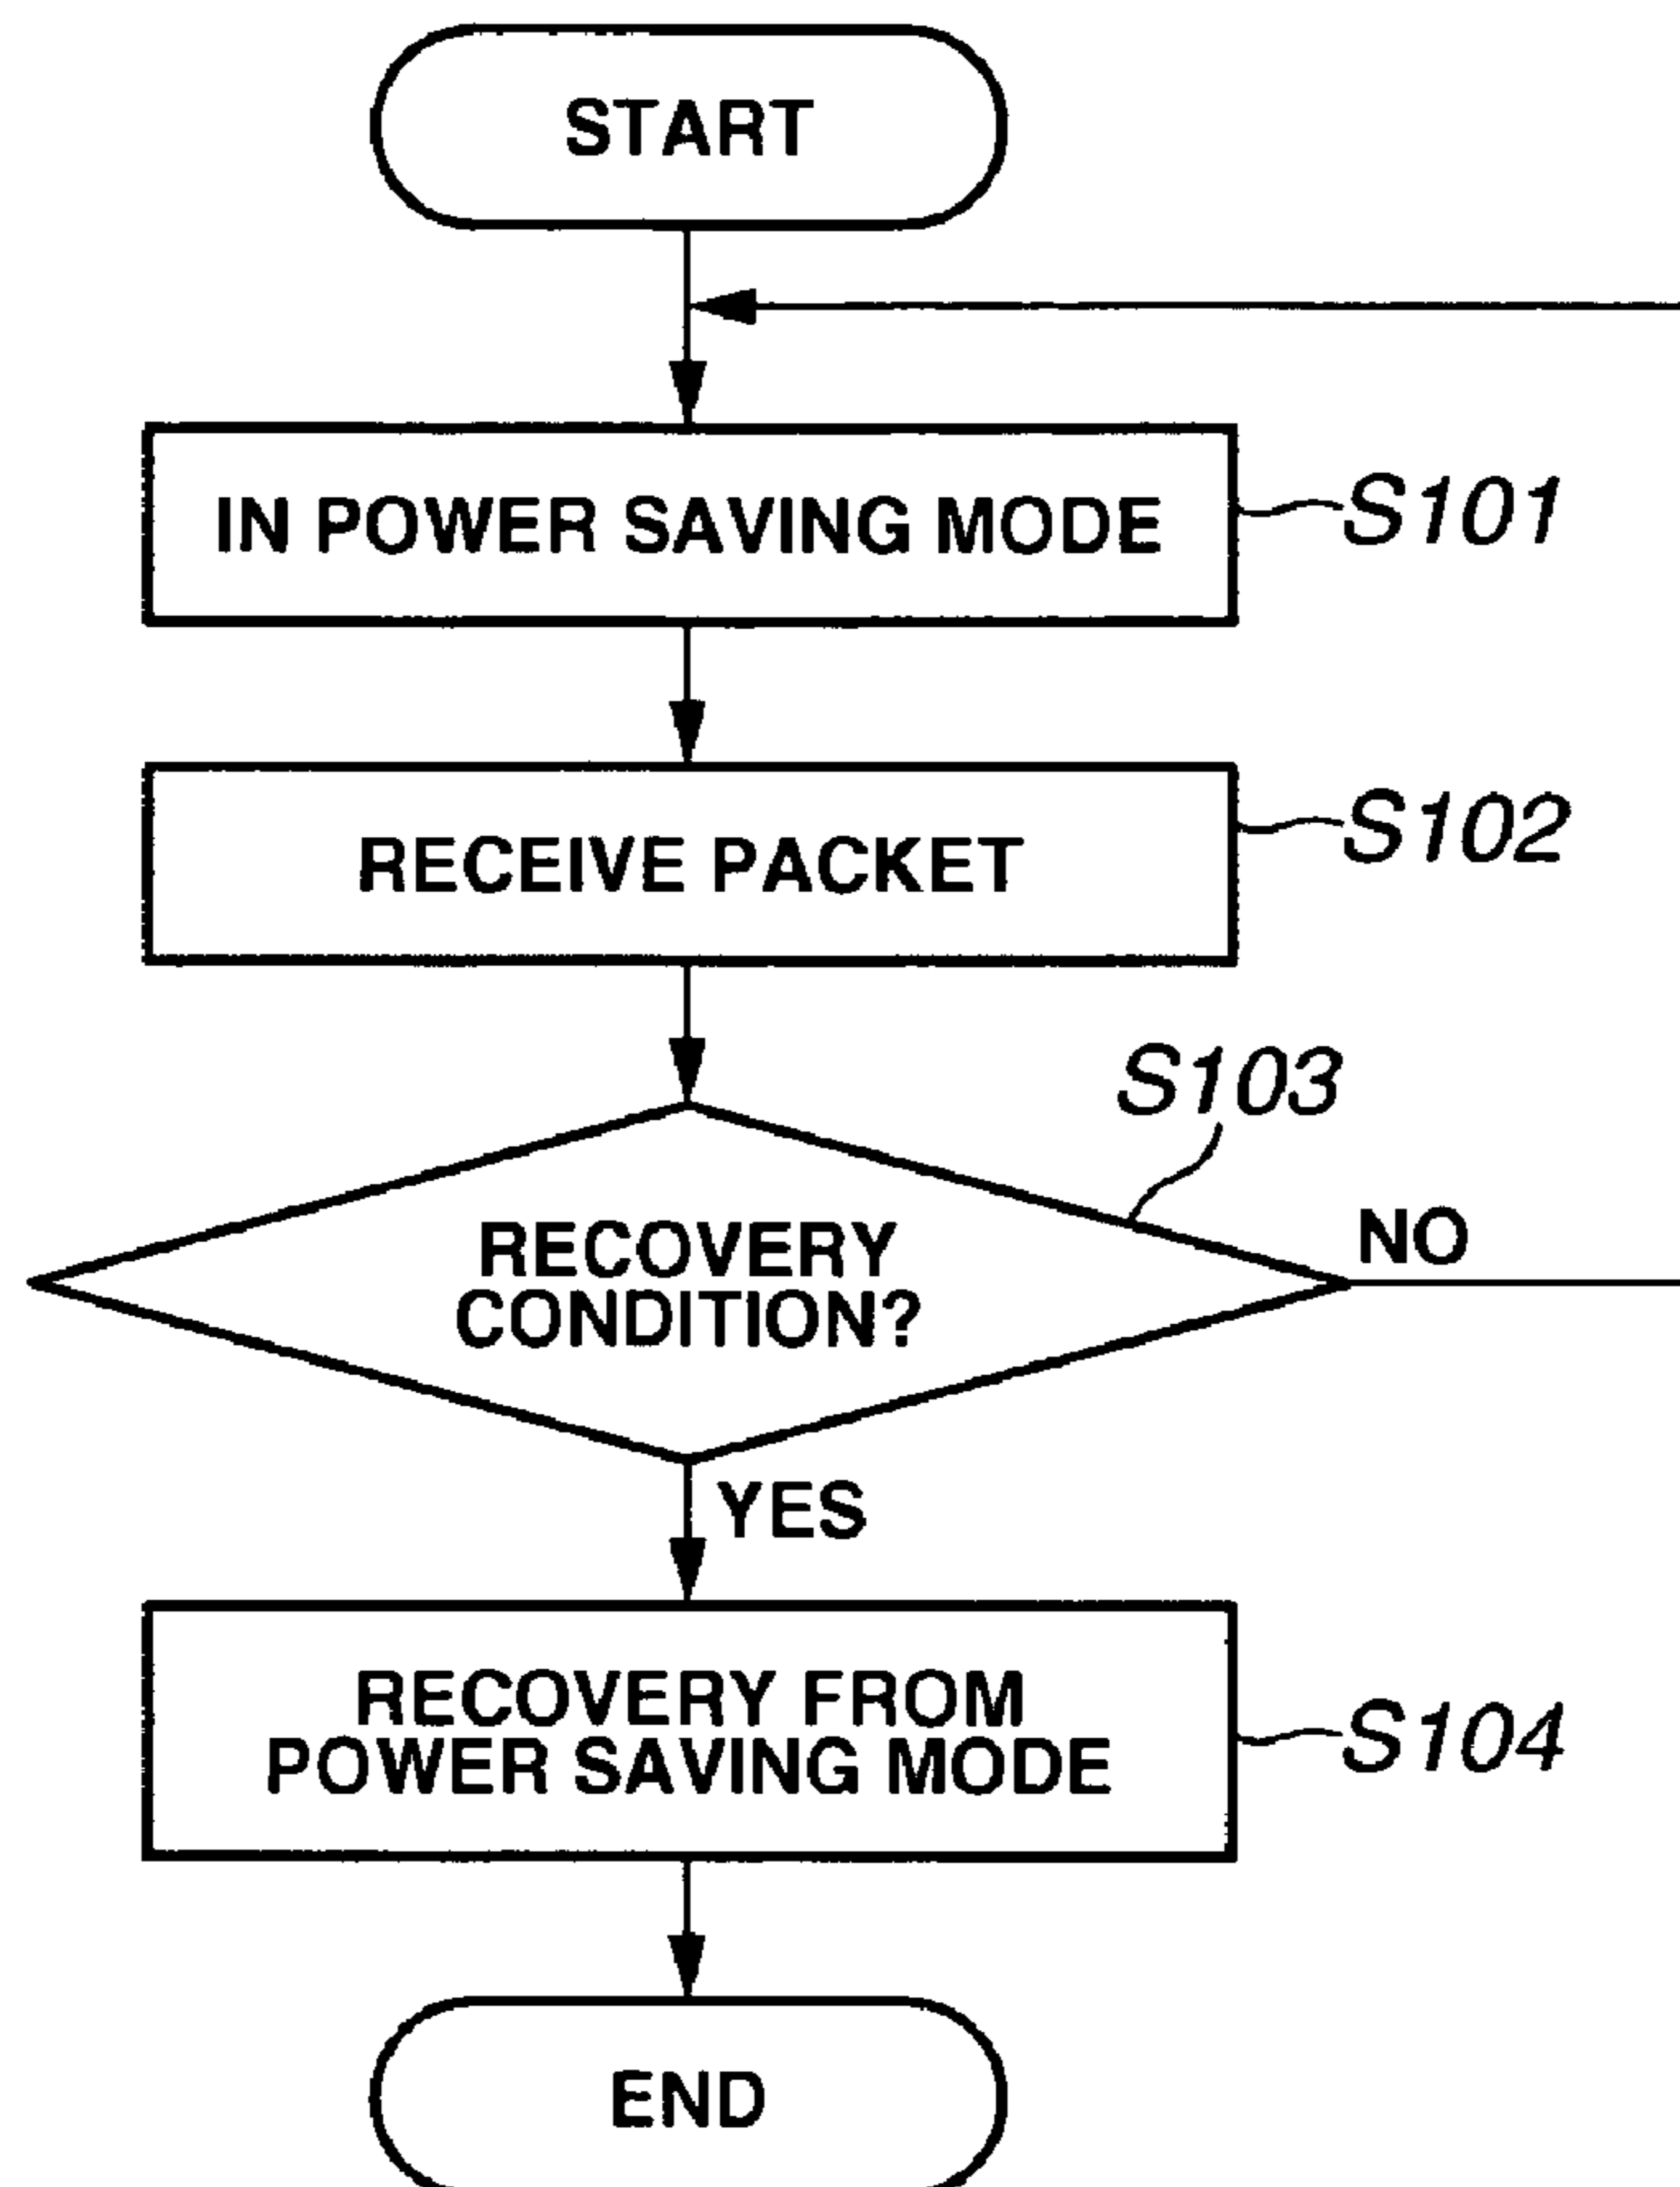 START
IN POWER SAVING MODE
S101
RECEIVE PACKET
S102
S103
RECOVERY
CONDITION?
NO
YES
RECOVERY FROM
POWER SAVING MODE
S104
END